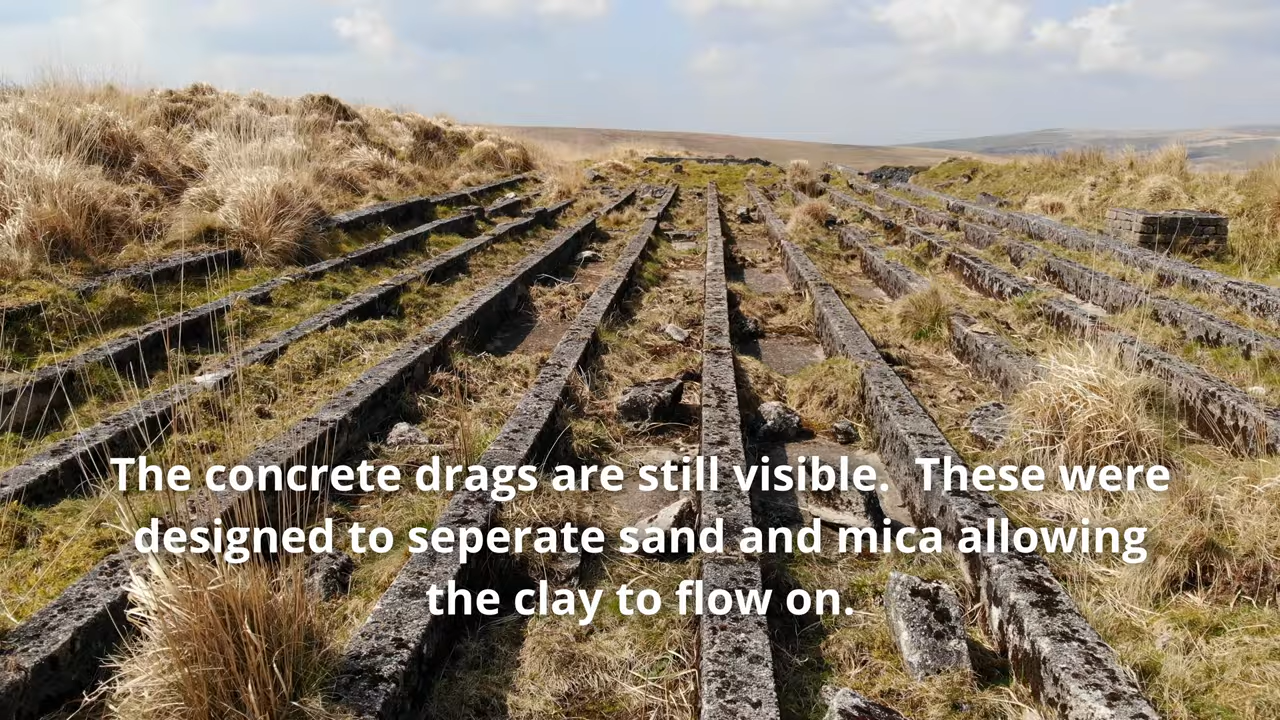 The concrete drags are still visible.  These were
designed to seperate sand and mica allowing
the clay to flow on.